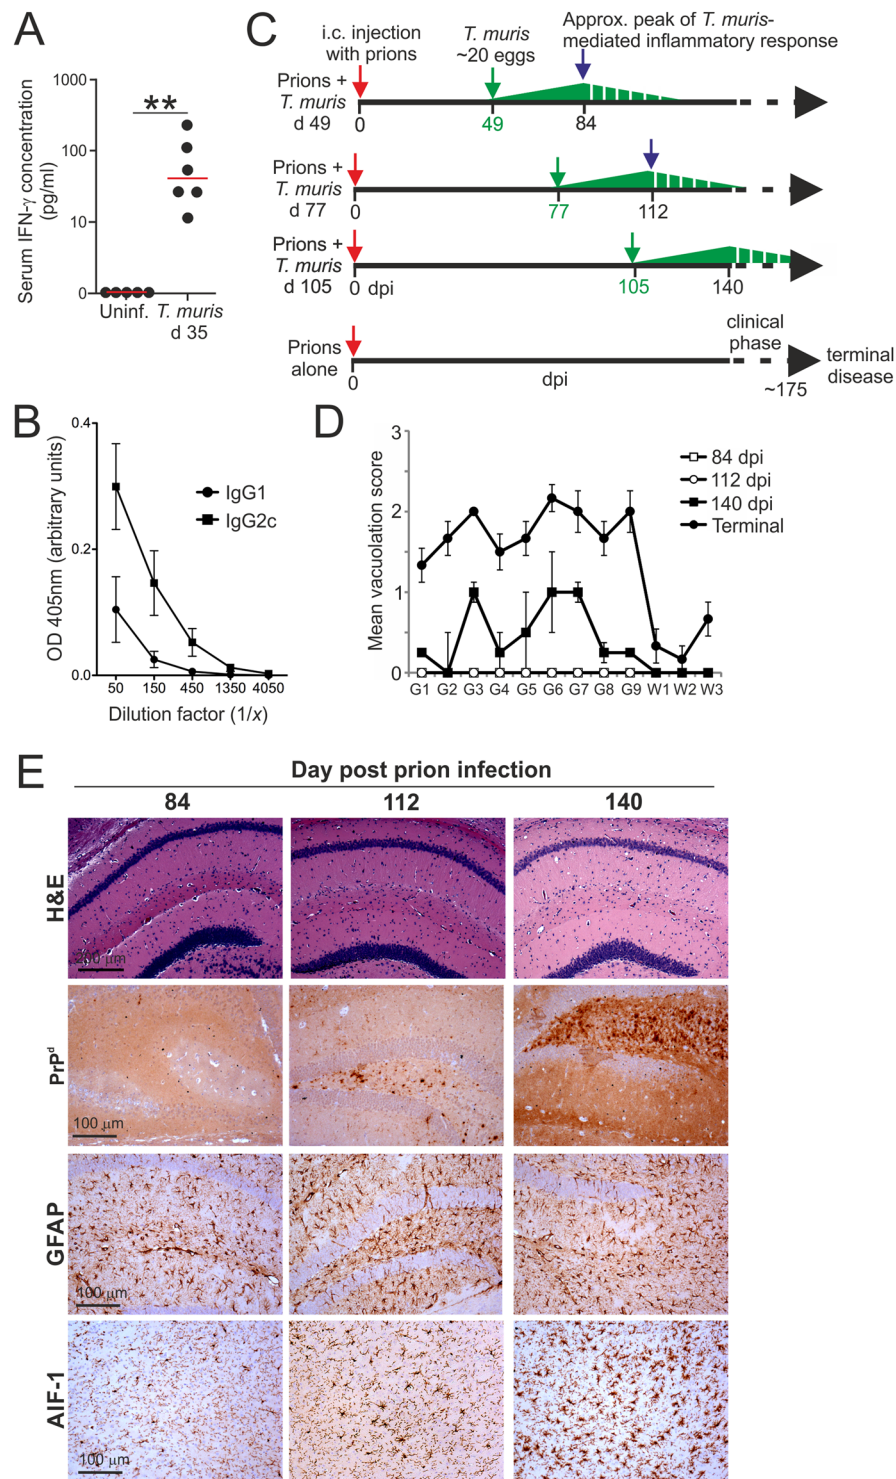 A
Serum IFN-γ concentration
(pg/ml)
1000
100
10
0
**
Uninf.
T. muris
d 35
C
i.c. injection
with prions
T. muris
~20 eggs
Approx. peak of T. muris-
mediated inflammatory response
Prions +
T. muris
d 49
0
49
84
Prions +
T. muris
d 77
0
77
112
Prions +
T. muris
d 105
0 dpi
105
140
Prions
alone
0
dpi
clinical
phase
~175
terminal
disease
B
OD 405nm (arbitrary units)
0.4
0.2
0.0
IgG1
IgG2c
50 150 450 1350 4050
Dilution factor (1/x)
D
Mean vacuolation score
3
2
1
0
84 dpi
112 dpi
140 dpi
Terminal
G1 G2 G3 G4 G5 G6 G7 G8 G9 W1 W2 W3
E
Day post prion infection
84 112 140
H&E
200 µm
PrPᵈ
100 µm
GFAP
100 µm
AIF-1
100 µm